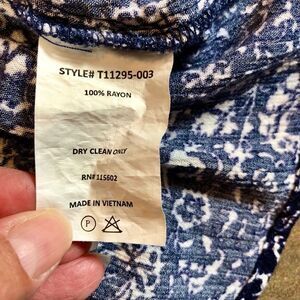 STYLE# T11295-003
100% RAYON
DRY CLEAN ONLY
RN# 115602
MADE IN VIETNAM
P